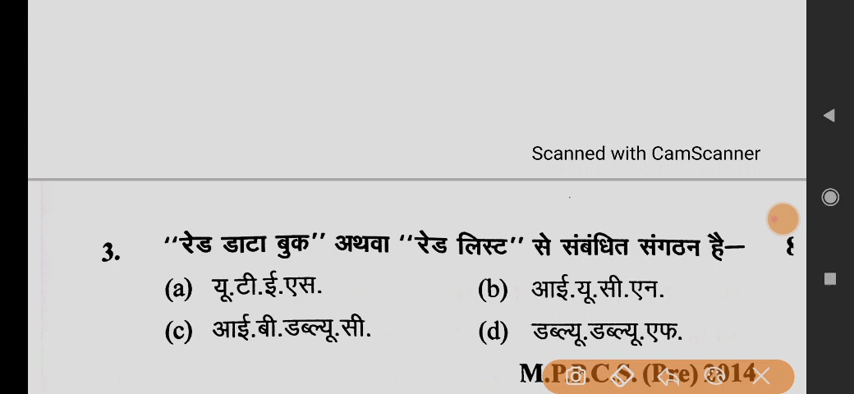 Scanned with CamScanner
3. ‘‘रेड डाटा बुक’’ अथवा ‘‘रेड लिस्ट’’ से संबंधित संगठन है–
(a) यू.टी.ई.एस. (b) आई.यू.सी.एन.
(c) आई.बी.डब्ल्यू.सी. (d) डब्ल्यू.डब्ल्यू.एफ.
M.P.P.C.S. (Pre) 2014